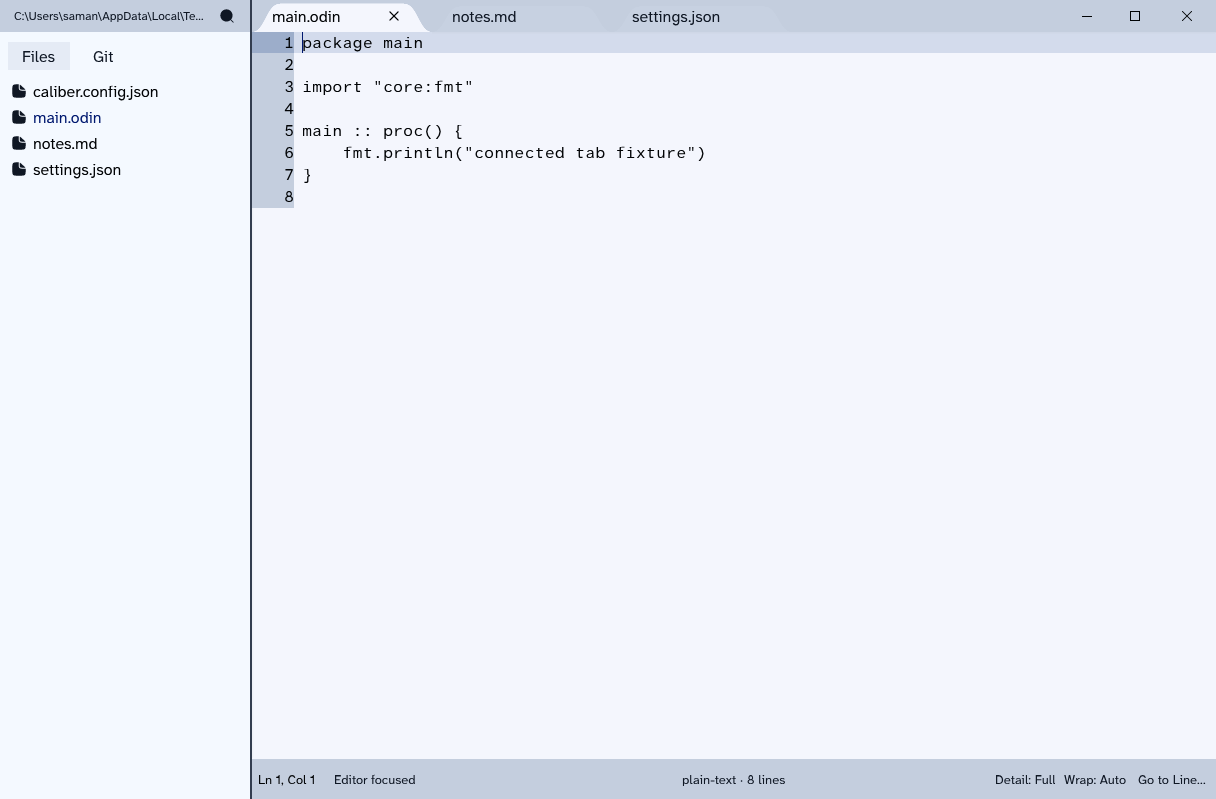 C:\Users\saman\AppData\Local\Te...
main.odin
notes.md
settings.json
Files
Git
caliber.config.json
main.odin
notes.md
settings.json
1 package main
2
3 import "core:fmt"
4
5 main :: proc() {
6     fmt.println("connected tab fixture")
7 }
8
Ln 1, Col 1
Editor focused
plain-text · 8 lines
Detail: Full
Wrap: Auto
Go to Line...